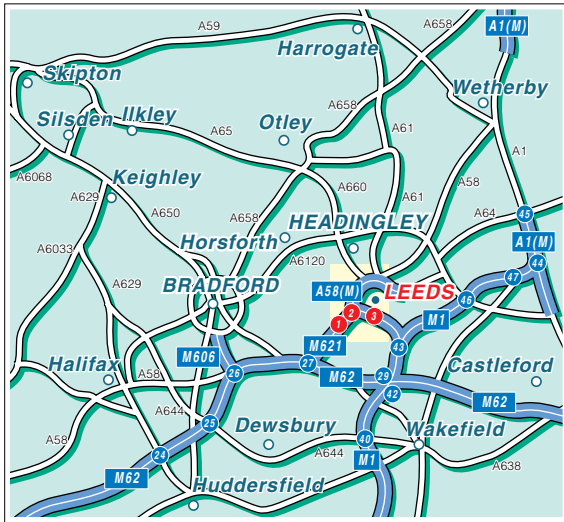 A59
A658
A1(M)
Harrogate
Skipton
Wetherby
Silsden
Ilkley
A658
Otley
A65
A61
A1
A6068
A629
Keighley
A660
A58
A650
A658
A61
HEADINGLEY
A64
45
A6033
Horsforth
A6120
A1(M)
44
A629
BRADFORD
A58(M)
LEEDS
47
46
1
2
3
M1
M621
43
M606
27
M62
29
Castleford
Halifax
A58
26
42
M62
A644
25
Dewsbury
40
Wakefield
A58
24
A644
M1
A638
M62
Huddersfield